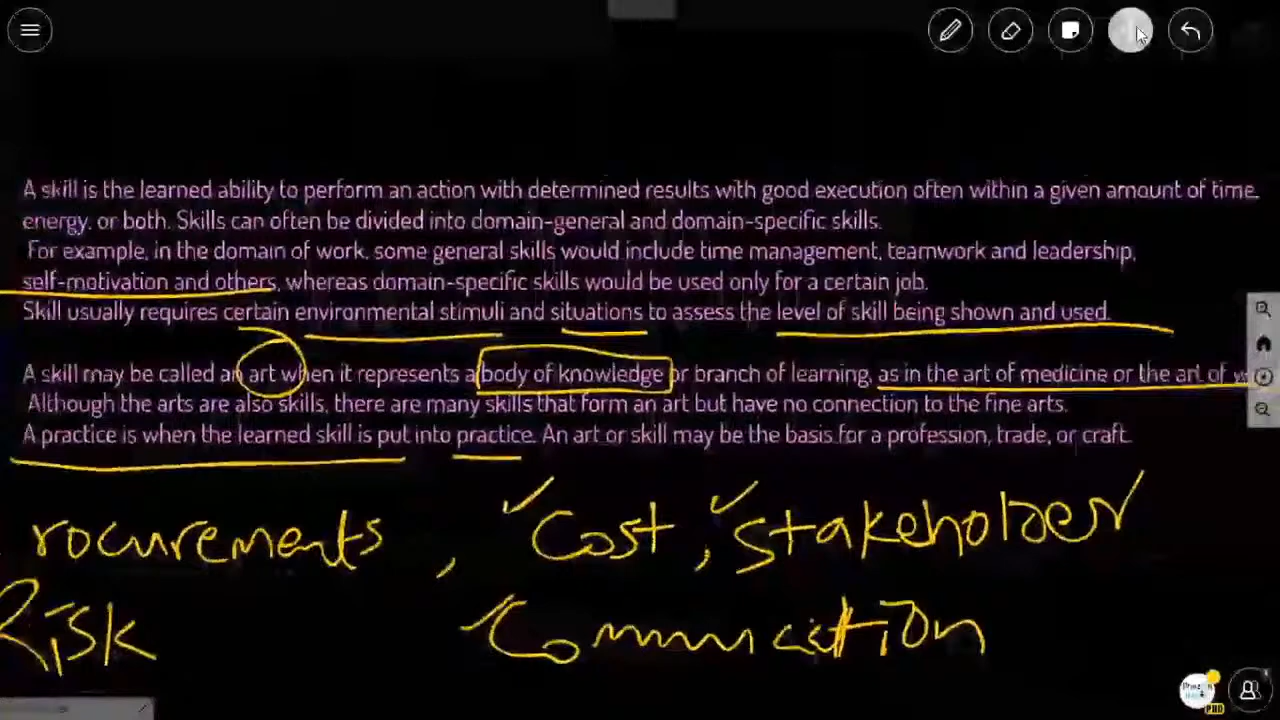 A skill is the learned ability to perform an action with determined results with good execution often within a given amount of time,
energy, or both. Skills can often be divided into domain-general and domain-specific skills.
For example, in the domain of work, some general skills would include time management, teamwork and leadership,
self-motivation and others, whereas domain-specific skills would be used only for a certain job.
Skill usually requires certain environmental stimuli and situations to assess the level of skill being shown and used.
A skill may be called an art when it represents a body of knowledge or branch of learning, as in the art of medicine or the art of
Although the arts are also skills, there are many skills that form an art but have no connection to the fine arts.
A practice is when the learned skill is put into practice. An art or skill may be the basis for a profession, trade, or craft.
rocurements, Cost, Stakeholder
Risk Communication
PRO